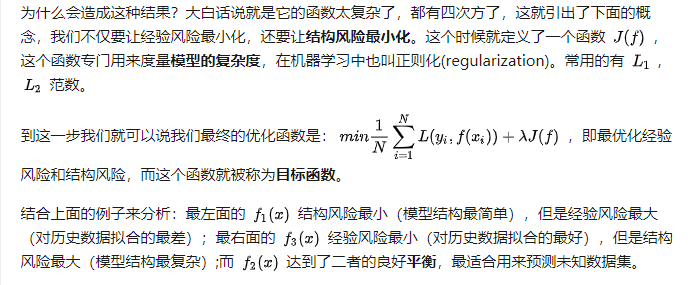 为什么会造成这种结果？大白话说就是它的函数太复杂了，都有四次方了，这就引出了下面的概
念，我们不仅要让经验风险最小化，还要让结构风险最小化。这个时候就定义了一个函数 J(f) ，
这个函数专门用来度量模型的复杂度，在机器学习中也叫正则化(regularization)。常用的有 L₁ ，
L₂ 范数。
到这一步我们就可以说我们最终的优化函数是： min 1/N ∑_{i=1}^{N} L(y_i, f(x_i)) + λJ(f) ，即最优化经验
风险和结构风险，而这个函数就被称为目标函数。
结合上面的例子来分析：最左面的 f₁(x) 结构风险最小（模型结构最简单），但是经验风险最大
（对历史数据拟合的最差）；最右面的 f₃(x) 经验风险最小（对历史数据拟合的最好），但是结构
风险最大（模型结构最复杂）;而 f₂(x) 达到了二者的良好平衡，最适合用来预测未知数据集。